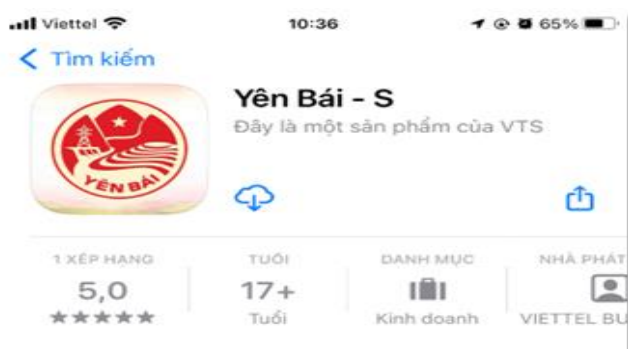 Viettel 10:36 65%
Tìm kiếm
Yên Bái - S
Đây là một sản phẩm của VTS
YÊN BÁI
1 XẾP HẠNG TUỔI DANH MỤC NHÀ PHÁT
5,0 17+
★★★★★ Tuổi Kinh doanh VIETTEL BU